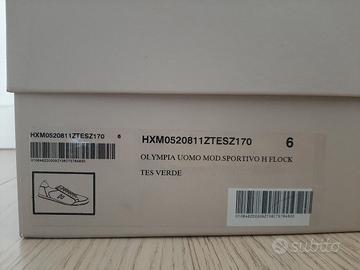 HXM0520811ZTESZ170 6
HXM0520811ZTESZ170 6
OLYMPIA UOMO MOD.SPORTIVO H FLOCK
TES VERDE
subito